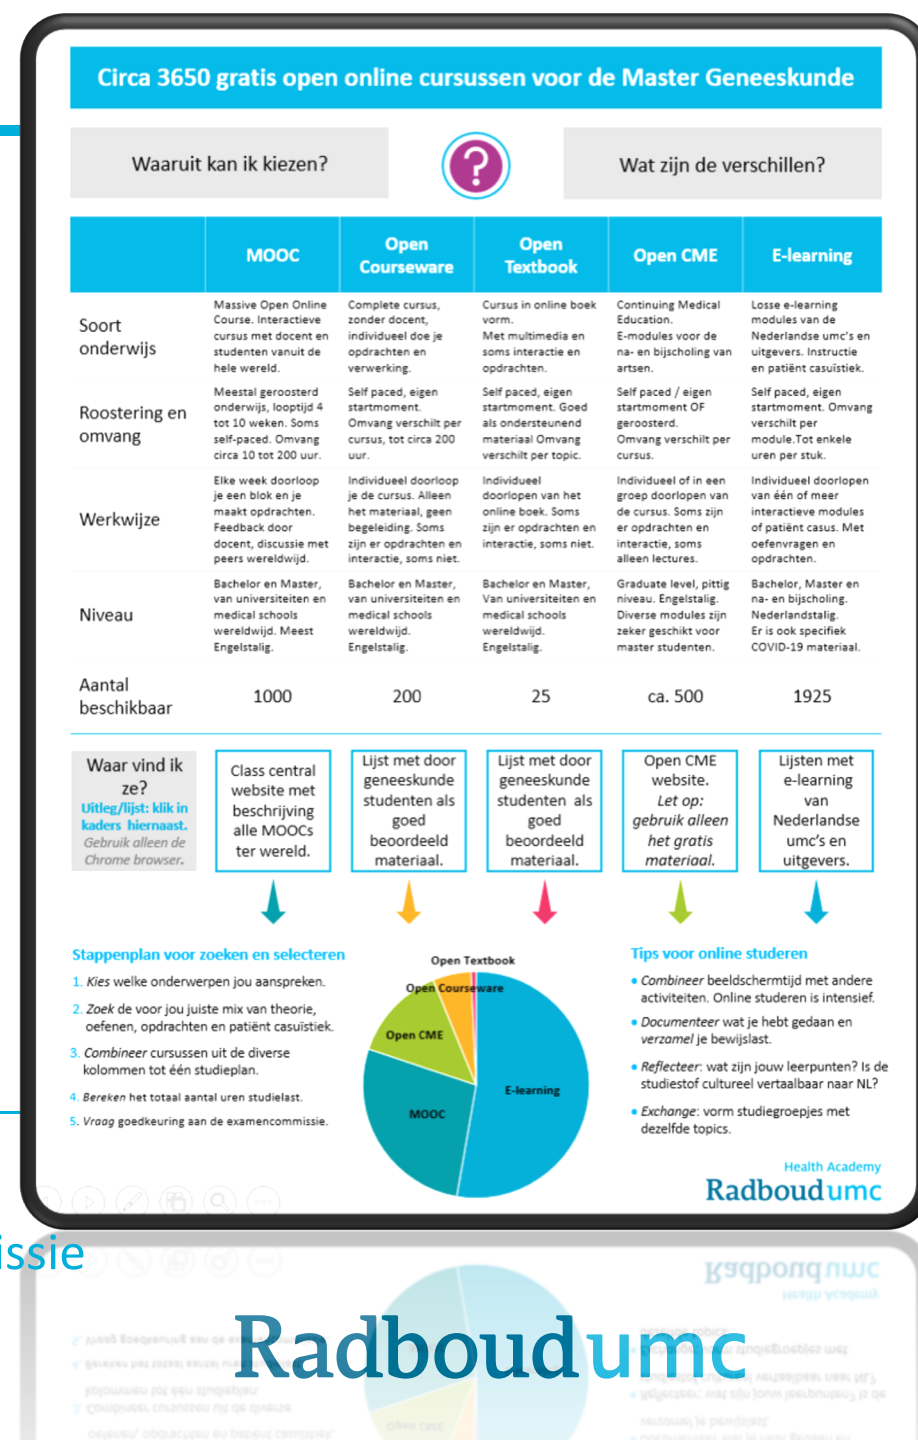 Circa 3650 gratis open online cursussen voor de Master Geneeskunde
Waaruit kan ik kiezen?
?
Wat zijn de verschillen?
MOOC
Open
Courseware
Open
Textbook
Open CME
E-learning
Soort
onderwijs
Massive Open Online
Course. Interactieve
cursus met docent en
studenten vanuit de
hele wereld.
Complete cursus,
zonder docent,
individueel doe je
opdrachten en
verwerking.
Cursus in online boek
vorm.
Met multimedia en
soms interactie en
opdrachten.
Continuing Medical
Education.
E-modules voor de
na- en bijscholing van
artsen.
Losse e-learning
modules van de
Nederlandse umc's en
uitgevers. Instructie
en patiënt casuïstiek.
Roostering en
omvang
Meestal geroosterd
onderwijs, looptijd 4
tot 10 weken. Soms
self-paced. Omvang
circa 10 tot 200 uur.
Self paced, eigen
startmoment.
Omvang verschilt per
cursus, tot circa 200
uur.
Self paced, eigen
startmoment. Goed
als ondersteunend
materiaal Omvang
verschilt per topic.
Self paced / eigen
startmoment OF
geroosterd.
Omvang verschilt per
cursus.
Self paced, eigen
startmoment. Omvang
verschilt per
module.Tot enkele
uren per stuk.
Werkwijze
Elke week doorloop
je een blok en je
maakt opdrachten.
Feedback door
docent, discussie met
peers wereldwijd.
Individueel doorloop
je de cursus. Alleen
het materiaal, geen
begeleiding. Soms
zijn er opdrachten en
interactie, soms niet.
Individueel
doorlopen van het
online boek. Soms
zijn er opdrachten en
interactie, soms niet.
Individueel of in een
groep doorlopen van
de cursus. Soms zijn
er opdrachten en
interactie, soms
alleen lectures.
Individueel doorlopen
van één of meer
interactieve modules
of patiënt casus. Met
oefenvragen en
opdrachten.
Niveau
Bachelor en Master,
van universiteiten en
medical schools
wereldwijd. Meest
Engelstalig.
Bachelor en Master,
van universiteiten en
medical schools
wereldwijd.
Engelstalig.
Bachelor en Master,
Van universiteiten en
medical schools
wereldwijd.
Engelstalig.
Graduate level, pittig
niveau. Engelstalig.
Diverse modules zijn
zeker geschikt voor
master studenten.
Bachelor, Master en
na- en bijscholing.
Nederlandstalig.
Er is ook specifiek
COVID-19 materiaal.
Aantal
beschikbaar
1000
200
25
ca. 500
1925
Waar vind ik
ze?
Uitleg/lijst: klik in
kaders hiernaast.
Gebruik alleen de
Chrome browser.
Class central
website met
beschrijving
alle MOOCs
ter wereld.
Lijst met door
geneeskunde
studenten als
goed
beoordeeld
materiaal.
Lijst met door
geneeskunde
studenten als
goed
beoordeeld
materiaal.
Open CME
website.
Let op:
gebruik alleen
het gratis
materiaal.
Lijsten met
e-learning
van
Nederlandse
umc's en
uitgevers.
Stappenplan voor zoeken en selecteren
1. Kies welke onderwerpen jou aanspreken.
2. Zoek de voor jou juiste mix van theorie,
oefenen, opdrachten en patiënt casuïstiek.
3. Combineer cursussen uit de diverse
kolommen tot één studieplan.
4. Bereken het totaal aantal uren studielast.
5. Vraag goedkeuring aan de examencommissie.
Open Textbook
Open Courseware
Open CME
MOOC
E-learning
Tips voor online studeren
• Combineer beeldschermtijd met andere
activiteiten. Online studeren is intensief.
• Documenteer wat je hebt gedaan en
verzamel je bewijslast.
• Reflecteer: wat zijn jouw leerpunten? Is de
studiestof cultureel vertaalbaar naar NL?
• Exchange: vorm studiegroepjes met
dezelfde topics.
Health Academy
Radboudumc
issie
Radboudumc